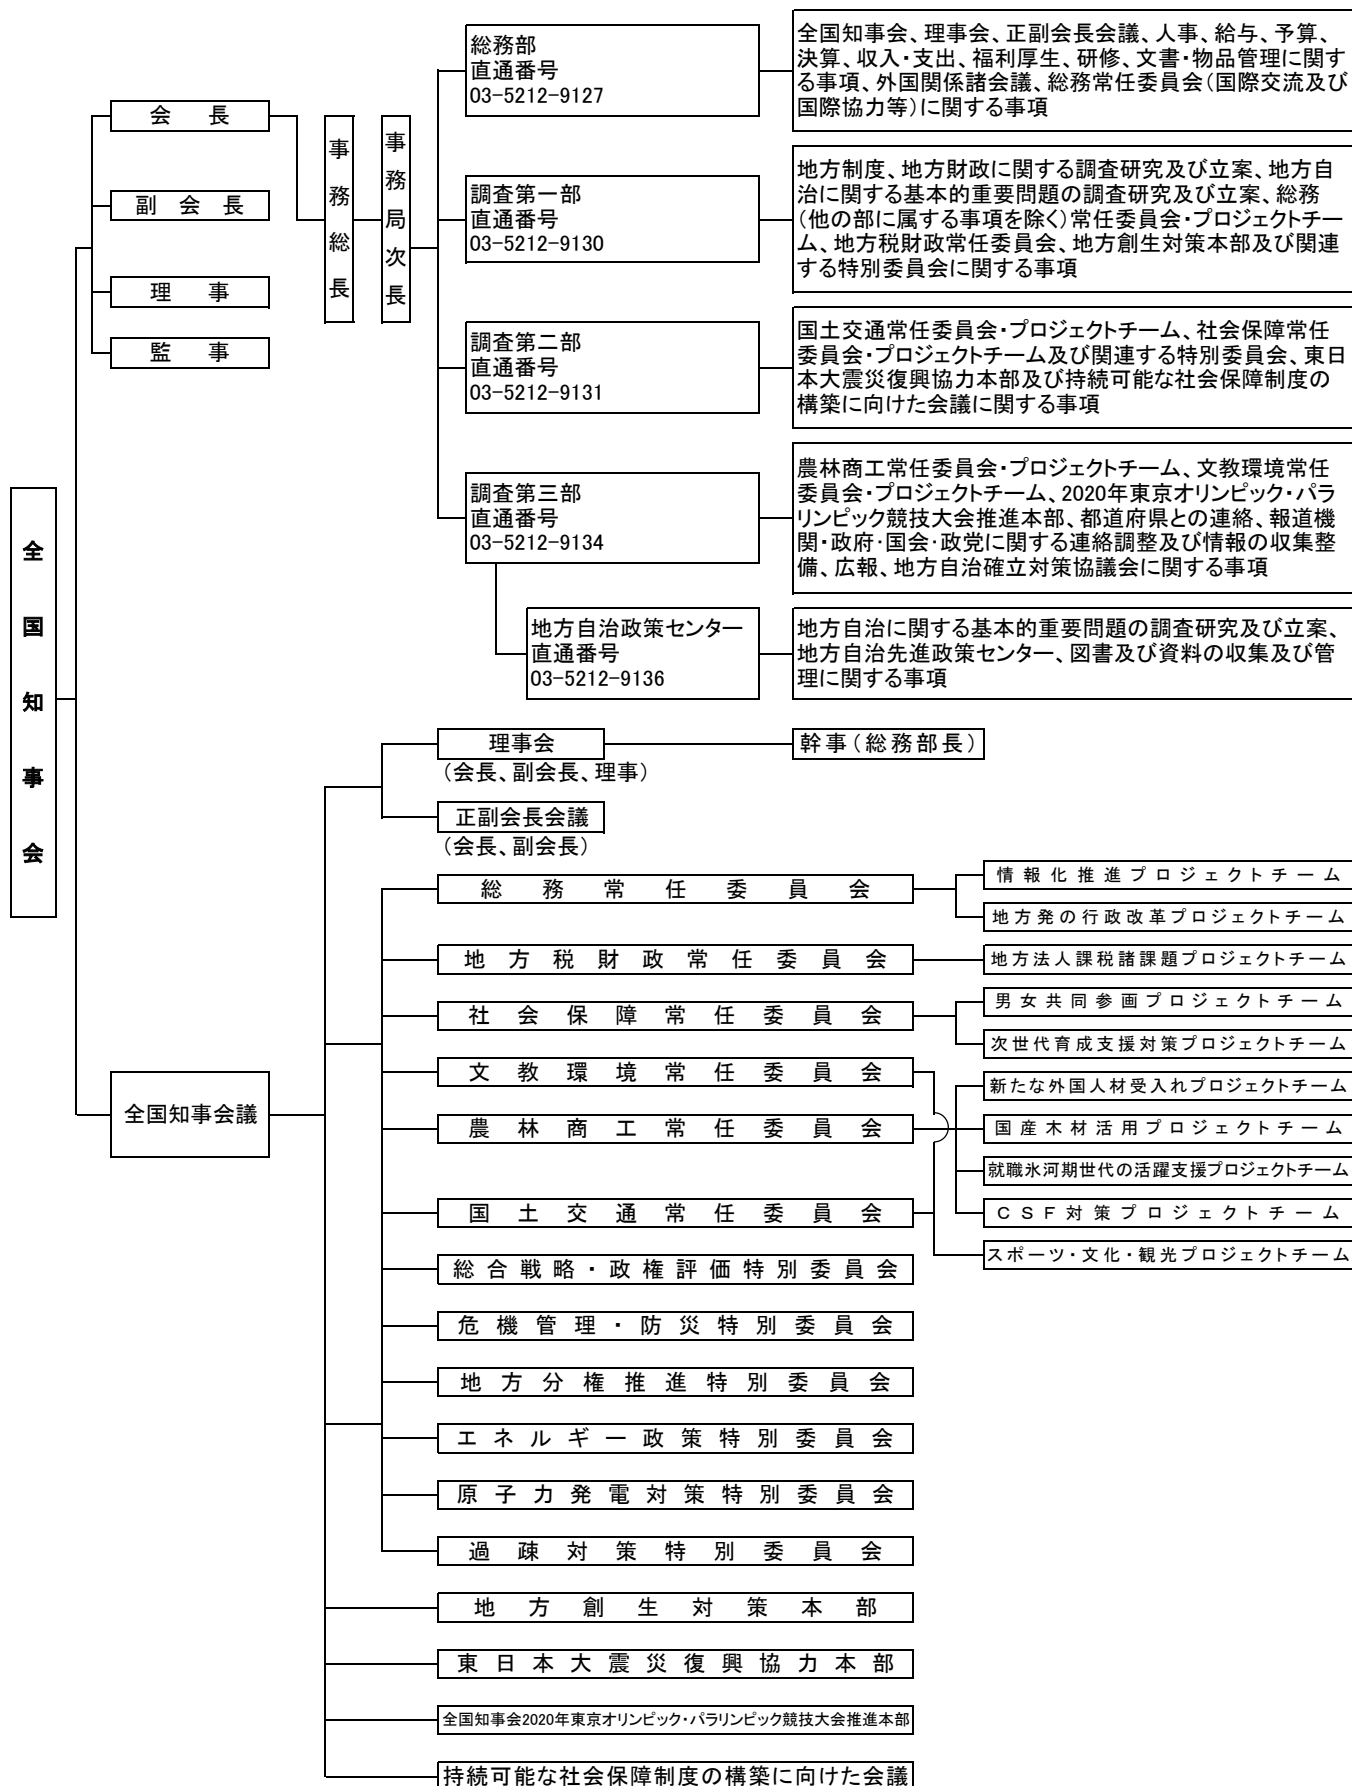 全国知事会
会長
副会長
理事
監事
事務総長
事務局次長
総務部
直通番号
03-5212-9127
全国知事会、理事会、正副会長会議、人事、給与、予算、
決算、収入・支出、福利厚生、研修、文書・物品管理に関す
る事項、外国関係諸会議、総務常任委員会(国際交流及び
国際協力等)に関する事項
調査第一部
直通番号
03-5212-9130
地方制度、地方財政に関する調査研究及び立案、地方自
治に関する基本的重要問題の調査研究及び立案、総務
(他の部に属する事項を除く)常任委員会・プロジェクトチー
ム、地方税財政常任委員会、地方創生対策本部及び関連
する特別委員会に関する事項
調査第二部
直通番号
03-5212-9131
国土交通常任委員会・プロジェクトチーム、社会保障常任
委員会・プロジェクトチーム及び関連する特別委員会、東日
本大震災復興協力本部及び持続可能な社会保障制度の
構築に向けた会議に関する事項
調査第三部
直通番号
03-5212-9134
農林商工常任委員会・プロジェクトチーム、文教環境常任
委員会・プロジェクトチーム、2020年東京オリンピック・パラ
リンピック競技大会推進本部、都道府県との連絡、報道機
関・政府・国会・政党に関する連絡調整及び情報の収集整
備、広報、地方自治確立対策協議会に関する事項
地方自治政策センター
直通番号
03-5212-9136
地方自治に関する基本的重要問題の調査研究及び立案、
地方自治先進政策センター、図書及び資料の収集及び管
理に関する事項
全国知事会議
理事会
(会長、副会長、理事)
幹事(総務部長)
正副会長会議
(会長、副会長)
総務常任委員会
情報化推進プロジェクトチーム
地方発の行政改革プロジェクトチーム
地方税財政常任委員会
地方法人課税諸課題プロジェクトチーム
社会保障常任委員会
男女共同参画プロジェクトチーム
次世代育成支援対策プロジェクトチーム
文教環境常任委員会
新たな外国人材受入れプロジェクトチーム
農林商工常任委員会
国産木材活用プロジェクトチーム
就職氷河期世代の活躍支援プロジェクトチーム
国土交通常任委員会
CSF対策プロジェクトチーム
スポーツ・文化・観光プロジェクトチーム
総合戦略・政権評価特別委員会
危機管理・防災特別委員会
地方分権推進特別委員会
エネルギー政策特別委員会
原子力発電対策特別委員会
過疎対策特別委員会
地方創生対策本部
東日本大震災復興協力本部
全国知事会2020年東京オリンピック・パラリンピック競技大会推進本部
持続可能な社会保障制度の構築に向けた会議